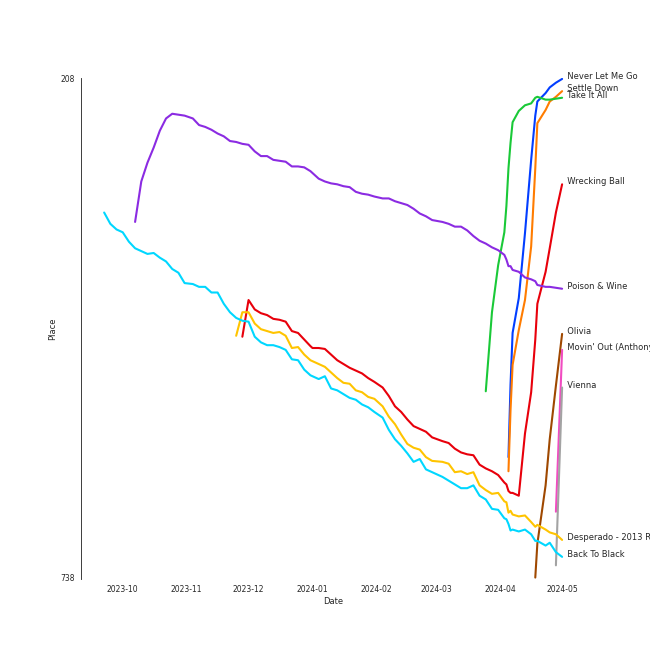 208
Never Let Me Go
Settle Down
Take It All
Wrecking Ball
Poison & Wine
Place
Olivia
Movin' Out (Anthony
Vienna
Desperado - 2013 R
Back To Black
738
2023-10
2023-11
2023-12
2024-01
2024-02
2024-03
2024-04
2024-05
Date